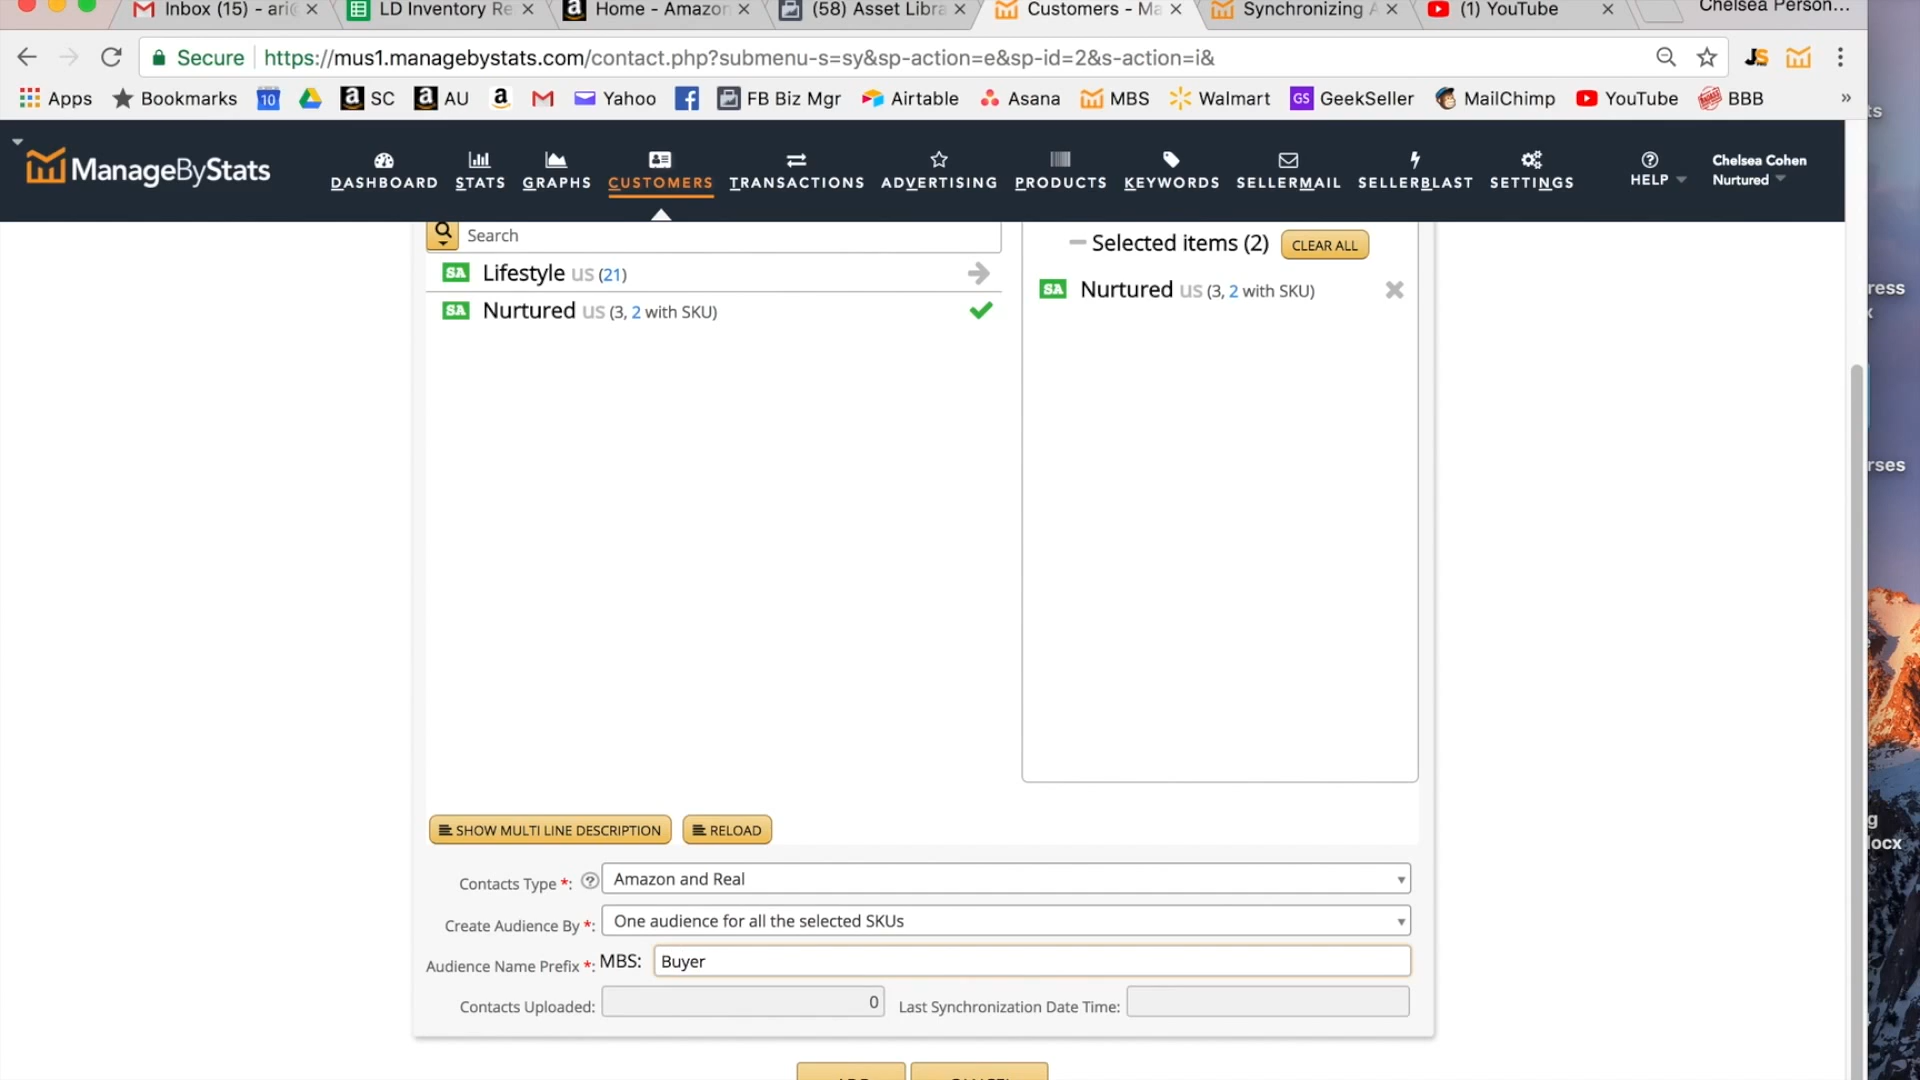 Inbox (15) - ari@
LD Inventory Re
Home - Amazon
(58) Asset Libra
Customers - Ma
Synchronizing A
(1) YouTube
Chelsea Person...
Secure https://mus1.managebystats.com/contact.php?submenu-s=sy&sp-action=e&sp-id=2&s-action=i&
Apps Bookmarks 10 SC AU Yahoo FB Biz Mgr Airtable Asana MBS Walmart GS GeekSeller MailChimp YouTube BBB »
ManageByStats
DASHBOARD STATS GRAPHS CUSTOMERS TRANSACTIONS ADVERTISING PRODUCTS KEYWORDS SELLERMAIL SELLERBLAST SETTINGS HELP
Chelsea Cohen
Nurtured
Search
SA Lifestyle us (21)
SA Nurtured us (3, 2 with SKU)
Selected items (2) CLEAR ALL
SA Nurtured us (3, 2 with SKU)
SHOW MULTI LINE DESCRIPTION RELOAD
Contacts Type *: Amazon and Real
Create Audience By *: One audience for all the selected SKUs
Audience Name Prefix *: MBS: Buyer
Contacts Uploaded: 0 Last Synchronization Date Time:
ress
rses
g
ocx